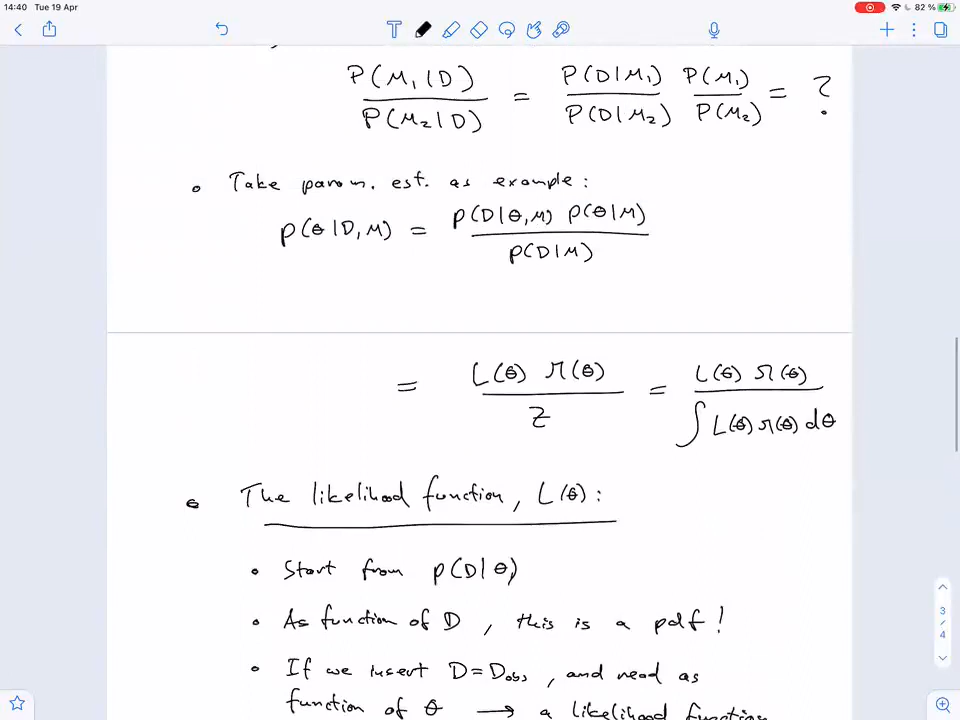 14:40 Tue 19 Apr
82 %
P(M₁|D) / P(M₂|D) = P(D|M₁) / P(D|M₂) P(M₁) / P(M₂) = ?
• Take param. est. as example:
p(θ|D,M) = p(D|θ,M) p(θ|M) / p(D|M)
= L(θ) π(θ) / Z = L(θ) π(θ) / ∫ L(θ) π(θ) dθ
• The likelihood function, L(θ):
• Start from p(D|θ)
• As function of D, this is a pdf!
• If we insert D = D_obs, and read as
function of θ → a likelihood function
3 / 4